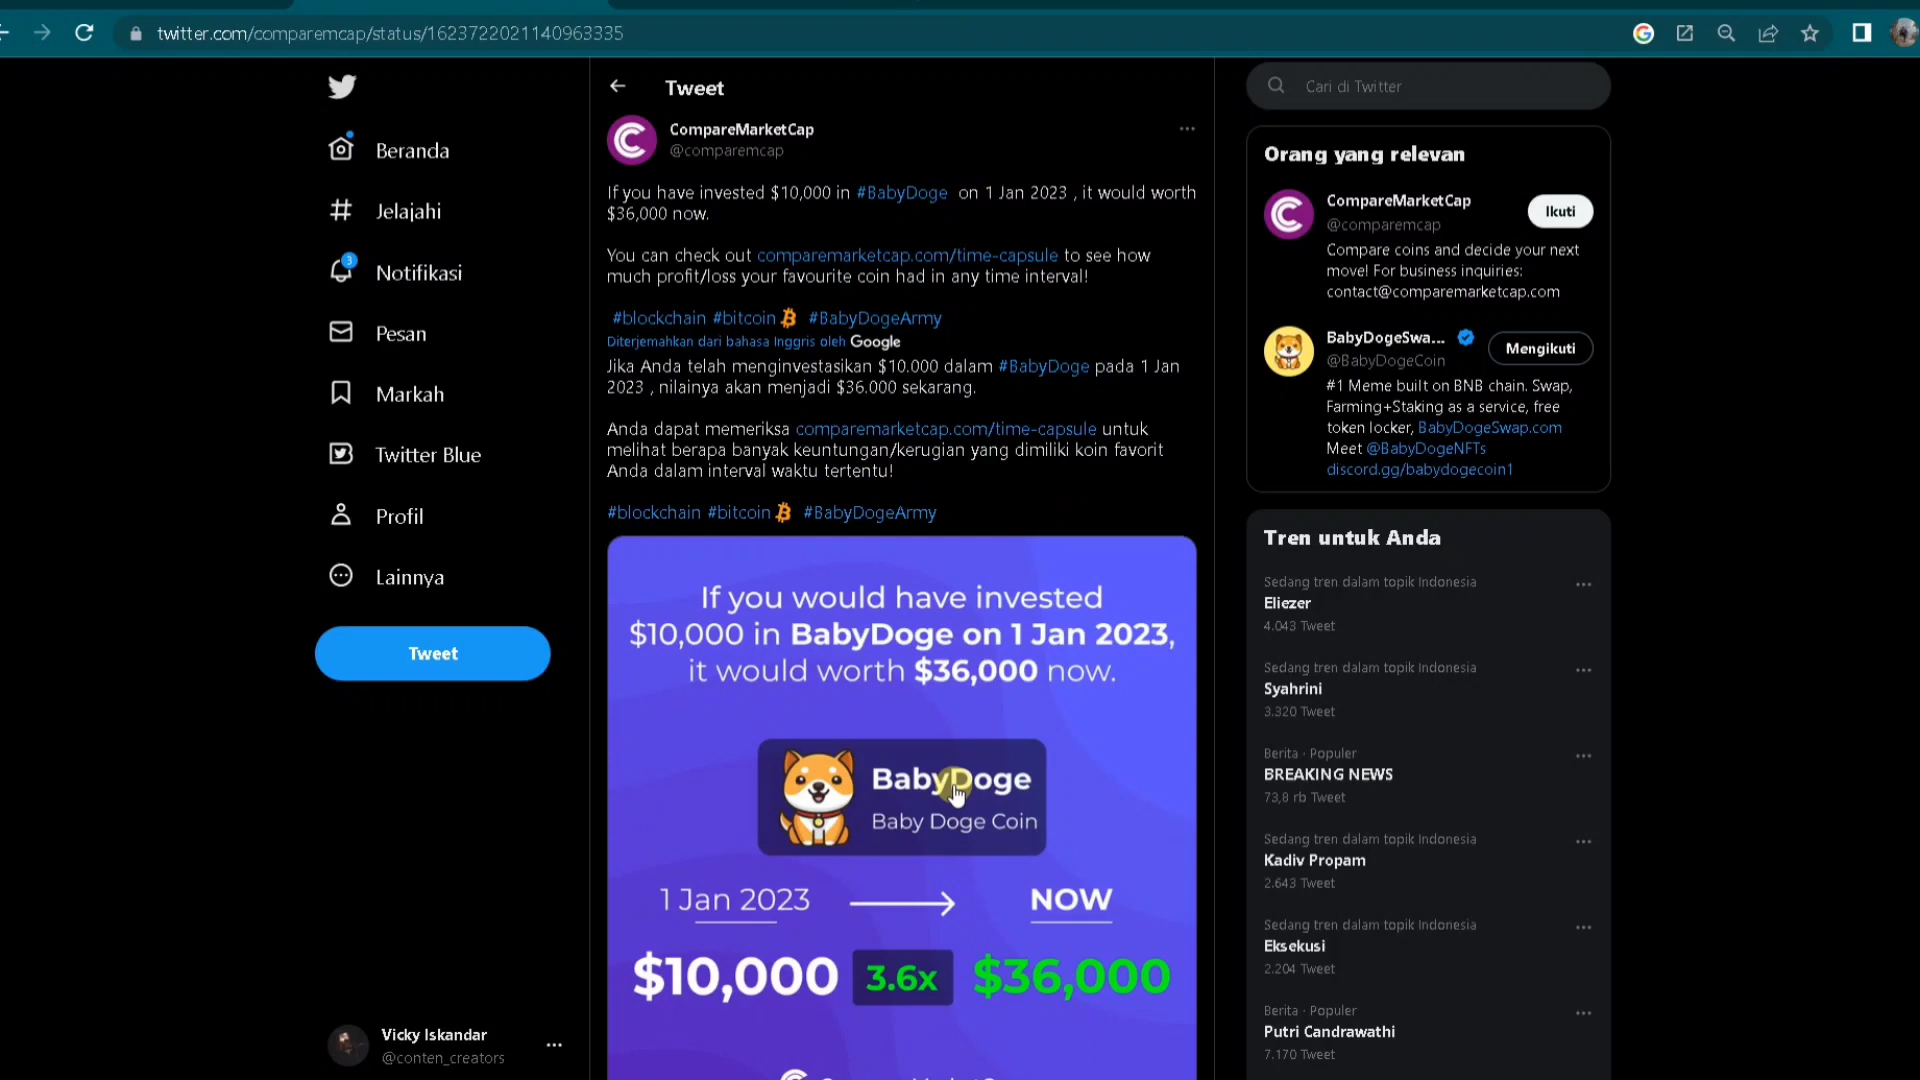 twitter.com/comparemcap/status/1623722021140963335
Beranda
Jelajahi
3
Notifikasi
Pesan
Markah
Twitter Blue
Profil
Lainnya
Tweet
Vicky Iskandar
@conten_creators
Tweet
CompareMarketCap
@comparemcap
If you have invested $10,000 in #BabyDoge on 1 Jan 2023 , it would worth
$36,000 now.
You can check out comparemarketcap.com/time-capsule to see how
much profit/loss your favourite coin had in any time interval!
#blockchain #bitcoin #BabyDogeArmy
Diterjemahkan dari bahasa Inggris oleh Google
Jika Anda telah menginvestasikan $10.000 dalam #BabyDoge pada 1 Jan
2023 , nilainya akan menjadi $36.000 sekarang.
Anda dapat memeriksa comparemarketcap.com/time-capsule untuk
melihat berapa banyak keuntungan/kerugian yang dimiliki koin favorit
Anda dalam interval waktu tertentu!
#blockchain #bitcoin #BabyDogeArmy
If you would have invested
$10,000 in BabyDoge on 1 Jan 2023,
it would worth $36,000 now.
BabyDoge
Baby Doge Coin
1 Jan 2023
NOW
$10,000 3.6x $36,000
Cari di Twitter
Orang yang relevan
CompareMarketCap
@comparemcap
Ikuti
Compare coins and decide your next
move! For business inquiries:
contact@comparemarketcap.com
BabyDogeSwa...
@BabyDogeCoin
Mengikuti
#1 Meme built on BNB chain. Swap,
Farming+Staking as a service, free
token locker, BabyDogeSwap.com
Meet @BabyDogeNFTs
discord.gg/babydogecoin1
Tren untuk Anda
Sedang tren dalam topik Indonesia
Eliezer
4.043 Tweet
Sedang tren dalam topik Indonesia
Syahrini
3.320 Tweet
Berita · Populer
BREAKING NEWS
73,8 rb Tweet
Sedang tren dalam topik Indonesia
Kadiv Propam
2.643 Tweet
Sedang tren dalam topik Indonesia
Eksekusi
2.204 Tweet
Berita · Populer
Putri Candrawathi
7.170 Tweet